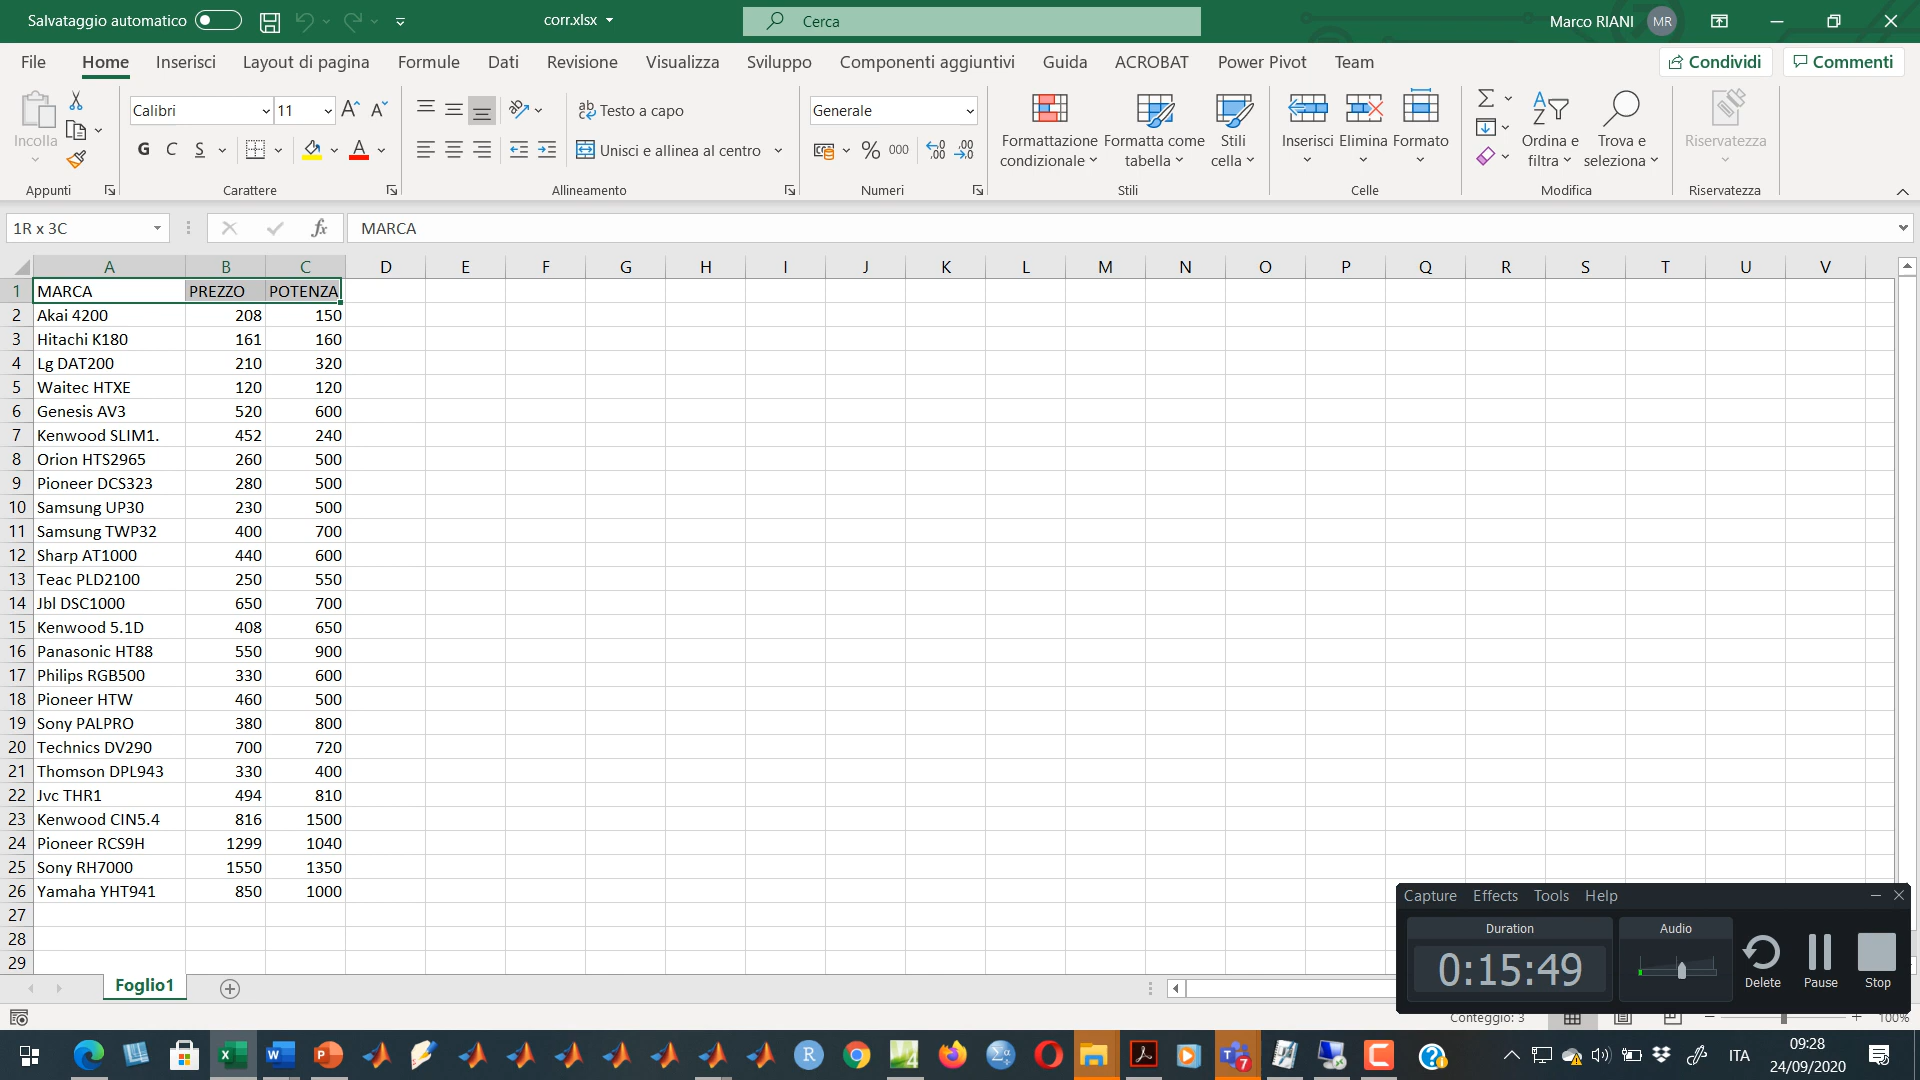 Salvataggio automatico corr.xlsx Cerca Marco RIANI MR
File Home Inserisci Layout di pagina Formule Dati Revisione Visualizza Sviluppo Componenti aggiuntivi Guida ACROBAT Power Pivot Team Condividi Commenti
Incolla Calibri 11 Testo a capo Generale
G C S Unisci e allinea al centro % 000
Formattazione condizionale Formatta come tabella Stili cella Inserisci Elimina Formato Ordina e filtra Trova e seleziona Riservatezza
Appunti Carattere Allineamento Numeri Stili Celle Modifica Riservatezza
1R x 3C fx MARCA
A B C D E F G H I J K L M N O P Q R S T U V
1 MARCA PREZZO POTENZA
2 Akai 4200 208 150
3 Hitachi K180 161 160
4 Lg DAT200 210 320
5 Waitec HTXE 120 120
6 Genesis AV3 520 600
7 Kenwood SLIM1. 452 240
8 Orion HTS2965 260 500
9 Pioneer DCS323 280 500
10 Samsung UP30 230 500
11 Samsung TWP32 400 700
12 Sharp AT1000 440 600
13 Teac PLD2100 250 550
14 Jbl DSC1000 650 700
15 Kenwood 5.1D 408 650
16 Panasonic HT88 550 900
17 Philips RGB500 330 600
18 Pioneer HTW 460 500
19 Sony PALPRO 380 800
20 Technics DV290 700 720
21 Thomson DPL943 330 400
22 Jvc THR1 494 810
23 Kenwood CIN5.4 816 1500
24 Pioneer RCS9H 1299 1040
25 Sony RH7000 1550 1350
26 Yamaha YHT941 850 1000
27
28
29
Capture Effects Tools Help
Duration Audio
0:15:49
Delete Pause Stop
Foglio1
Conteggio: 3 100%
ITA 09:28
24/09/2020